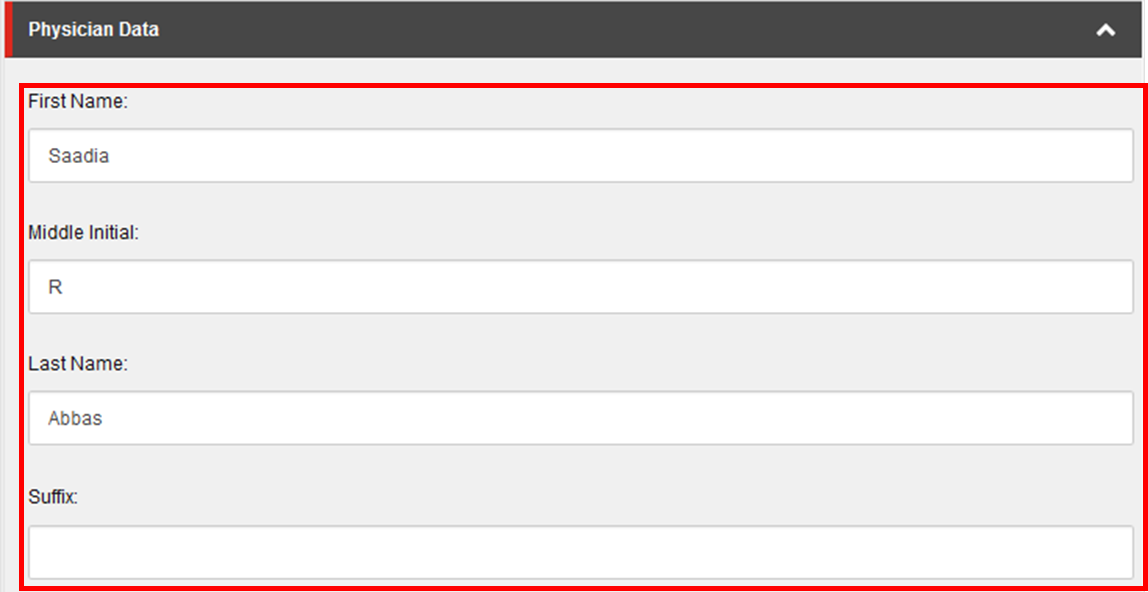 Physician Data
First Name:
Saadia
Middle Initial:
R
Last Name:
Abbas
Suffix: